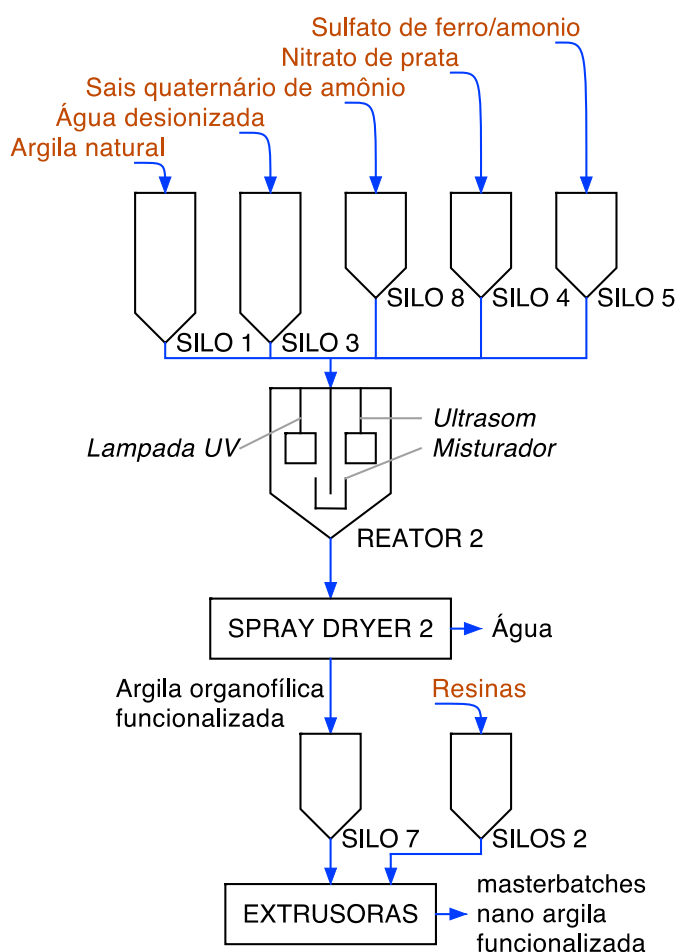 Sulfato de ferro/amonio
Nitrato de prata
Sais quaternário de amônio
Água desionizada
Argila natural
SILO 8
SILO 4
SILO 5
SILO 1
SILO 3
Ultrasom
Lampada UV
Misturador
REATOR 2
SPRAY DRYER 2
Água
Argila organofílica
funcionalizada
Resinas
SILO 7
SILOS 2
EXTRUSORAS
masterbatches
nano argila
funcionalizada